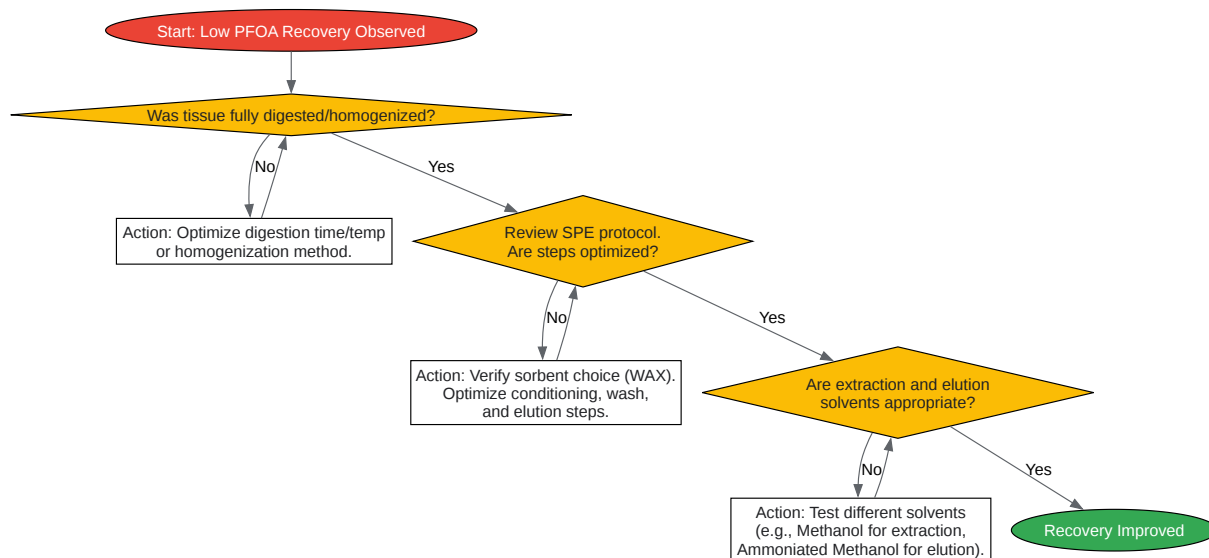 Start: Low PFOA Recovery Observed
Was tissue fully digested/homogenized?
No
Yes
Action: Optimize digestion time/temp
or homogenization method.
Review SPE protocol.
Are steps optimized?
No
Yes
Action: Verify sorbent choice (WAX).
Optimize conditioning, wash,
and elution steps.
Are extraction and elution
solvents appropriate?
No
Yes
Action: Test different solvents
(e.g., Methanol for extraction,
Ammoniated Methanol for elution).
Recovery Improved